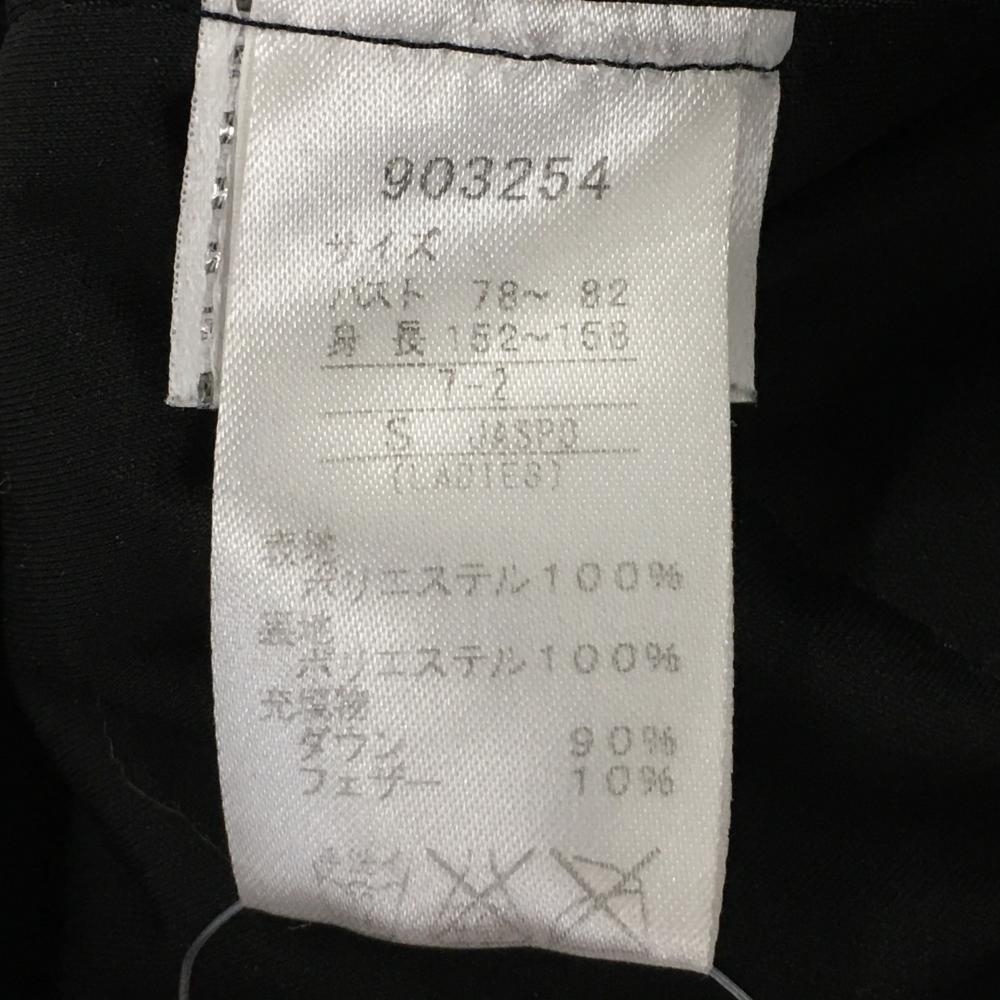 903254
サイズ
バスト 78～ 82
身 長 152～158
7-2
S JASPO
(LADIES)
表地
ポリエステル100%
裏地
ポリエステル100%
充填物
ダウン 90%
フェザー 10%